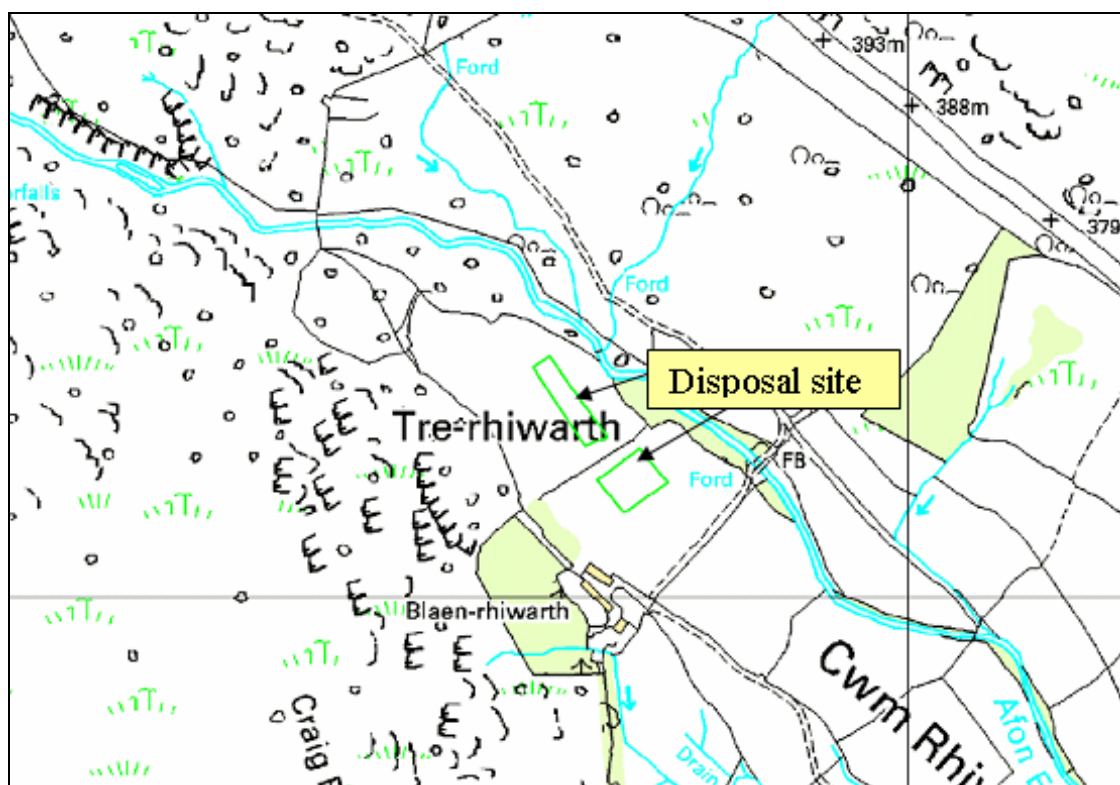 393m
Ford
388m
379
Ford
Disposal site
Tre-rhiwarth
FB
Ford
Blaen-rhiwarth
Cwm Rhi
Craig
Afon
Drain